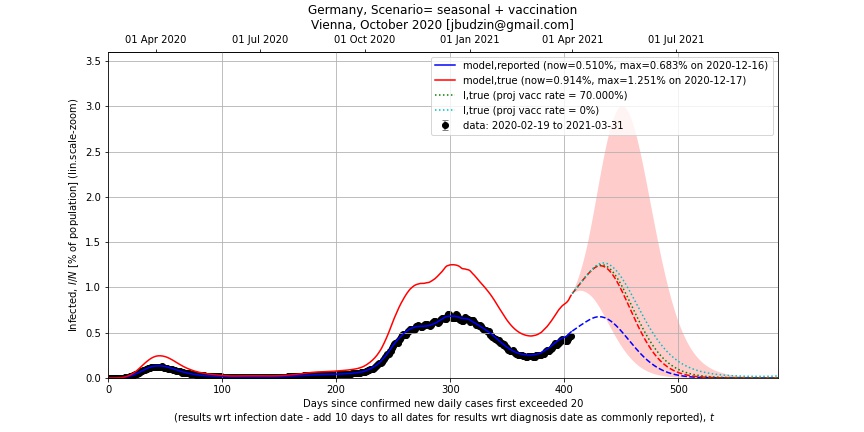 Germany, Scenario= seasonal + vaccination
Vienna, October 2020 [jbudzin@gmail.com]
01 Apr 2020 01 Jul 2020 01 Oct 2020 01 Jan 2021 01 Apr 2021 01 Jul 2021
model,reported (now=0.510%, max=0.683% on 2020-12-16)
model,true (now=0.914%, max=1.251% on 2020-12-17)
I,true (proj vacc rate = 70.000%)
I,true (proj vacc rate = 0%)
data: 2020-02-19 to 2021-03-31
Infected, I/N [% of population] (lin.scale-zoom)
3.5
3.0
2.5
2.0
1.5
1.0
0.5
0.0
0 100 200 300 400 500
Days since confirmed new daily cases first exceeded 20
(results wrt infection date - add 10 days to all dates for results wrt diagnosis date as commonly reported), t